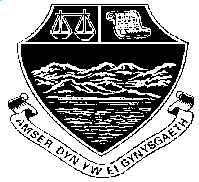 AMSER DYN YW EI GYNYSGAETH